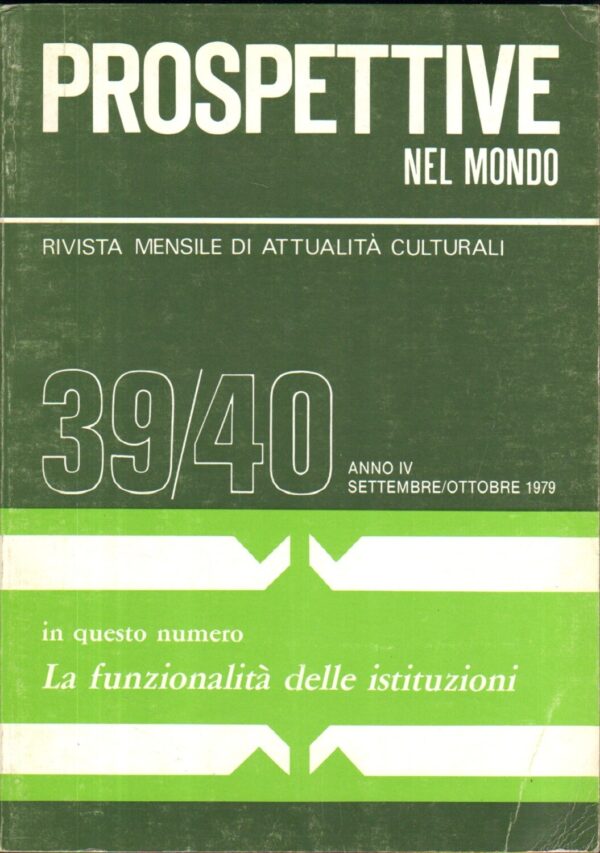 PROSPETTIVE
NEL MONDO
RIVISTA MENSILE DI ATTUALITÀ CULTURALI
39/40
ANNO IV
SETTEMBRE/OTTOBRE 1979
in questo numero
La funzionalità delle istituzioni